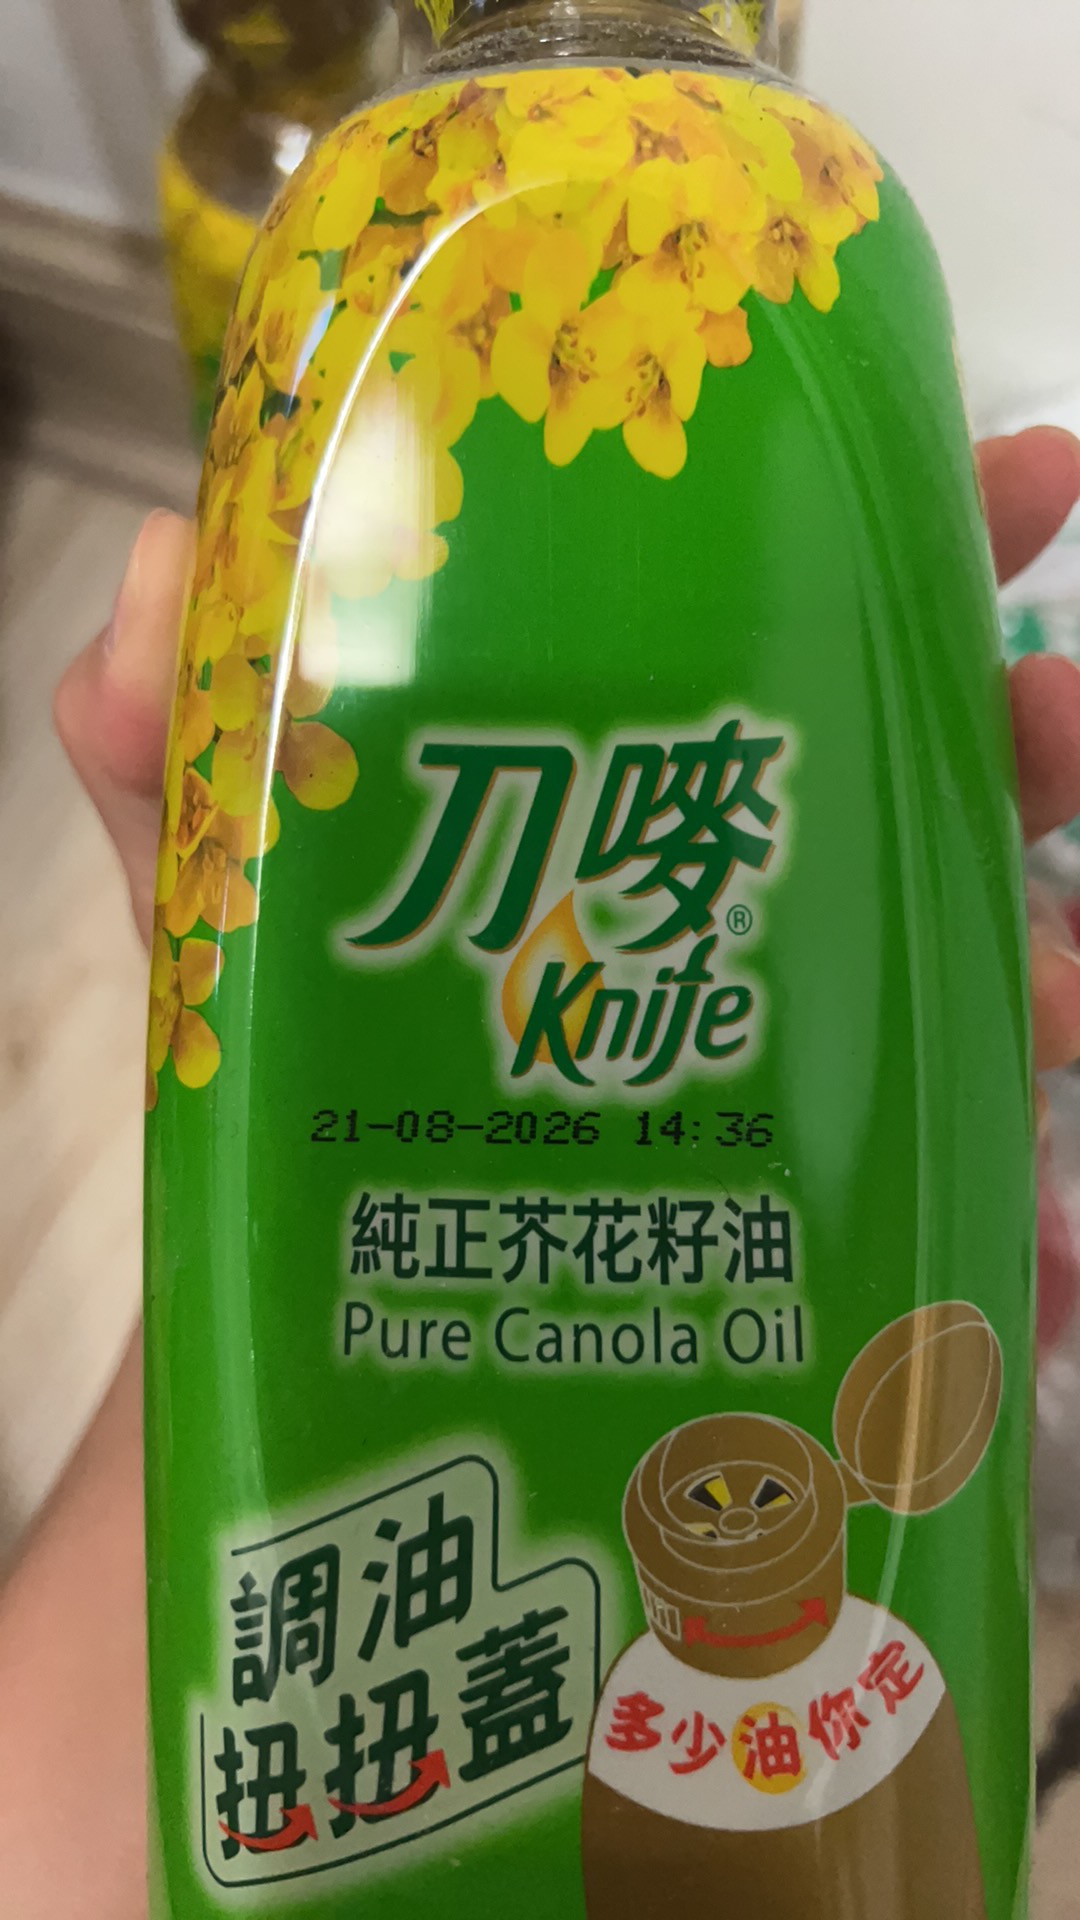 刀嘜®
Knife
21-08-2026 14:36
純正芥花籽油
Pure Canola Oil
調油
扭扭蓋
多少油你定